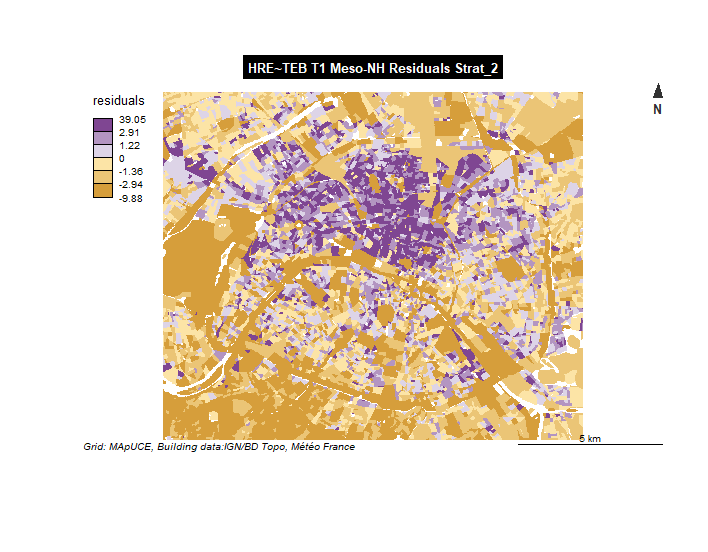 HRE~TEB T1 Meso-NH Residuals Strat_2
N
residuals
39.05
2.91
1.22
0
-1.36
-2.94
-9.88
5 km
Grid: MApUCE, Building data:IGN/BD Topo, Météo France